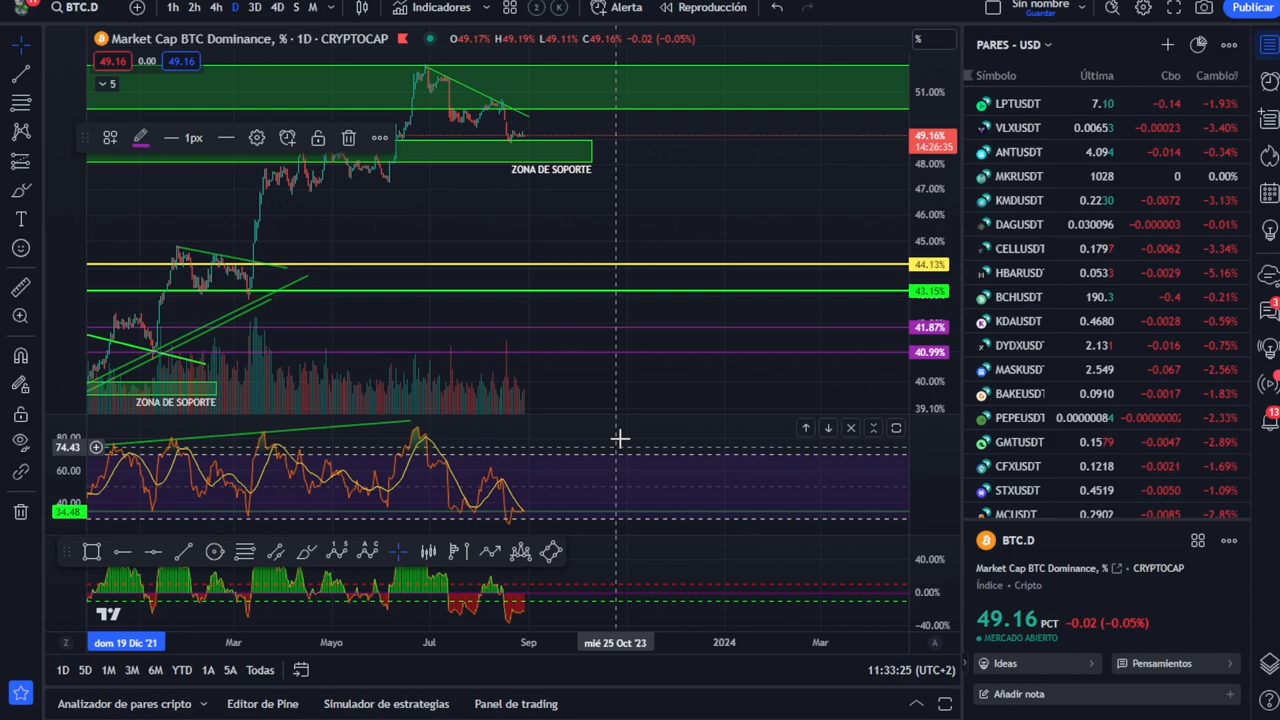 11
BTC.D
1h 2h 4h D 3D 4D S M
Indicadores
2 K
Alerta
Reproducción
Sin nombre
Guardar
Publicar
Market Cap BTC Dominance, % · 1D · CRYPTOCAP
O49.17% H49.19% L49.11% C49.16% −0.02 (−0.05%)
%
49.16 0.00 49.16
5
1px
51.00%
49.16%
14:26:35
48.00%
47.00%
46.00%
45.00%
44.13%
43.15%
41.87%
40.99%
40.00%
39.10%
ZONA DE SOPORTE
ZONA DE SOPORTE
80.00
74.43
60.00
40.00
34.48
40.00%
0.00%
−40.00%
Z
dom 19 Dic '21
Mar
Mayo
Jul
Sep
mié 25 Oct '23
2024
Mar
A
1D 5D 1M 3M 6M YTD 1A 5A Todas
11:33:25 (UTC+2)
Analizador de pares cripto
Editor de Pine
Simulador de estrategias
Panel de trading
PARES - USD
Símbolo Última Cbo Cambio%
LPTUSDT 7.10 −0.14 −1.93%
VLXUSDT 0.00653 −0.00023 −3.40%
ANTUSDT 4.094 −0.014 −0.34%
MKRUSDT 1028 0 0.00%
KMDUSDT 0.2230 −0.0072 −3.13%
DAGUSDT 0.030096 −0.000003 −0.01%
CELLUSDT 0.1797 −0.0062 −3.34%
HBARUSD 0.0533 −0.0029 −5.16%
BCHUSDT 190.3 −0.4 −0.21%
KDAUSDT 0.4680 −0.0028 −0.59%
DYDXUSD 2.131 −0.016 −0.75%
MASKUSD 2.549 −0.067 −2.56%
BAKEUSD 0.0910 −0.0017 −1.83%
PEPEUSD 0.00000084 −0.0000002 −2.33%
GMTUSDT 0.1579 −0.0047 −2.89%
CFXUSDT 0.1218 −0.0021 −1.69%
STXUSDT 0.4519 −0.0050 −1.09%
MCUSDT 0.2902 −0.0085 −2.85%
BTC.D
Market Cap BTC Dominance, % CRYPTOCAP
Índice • Cripto
49.16 PCT −0.02 (−0.05%)
MERCADO ABIERTO
Ideas
Pensamientos
Añadir nota
3
13